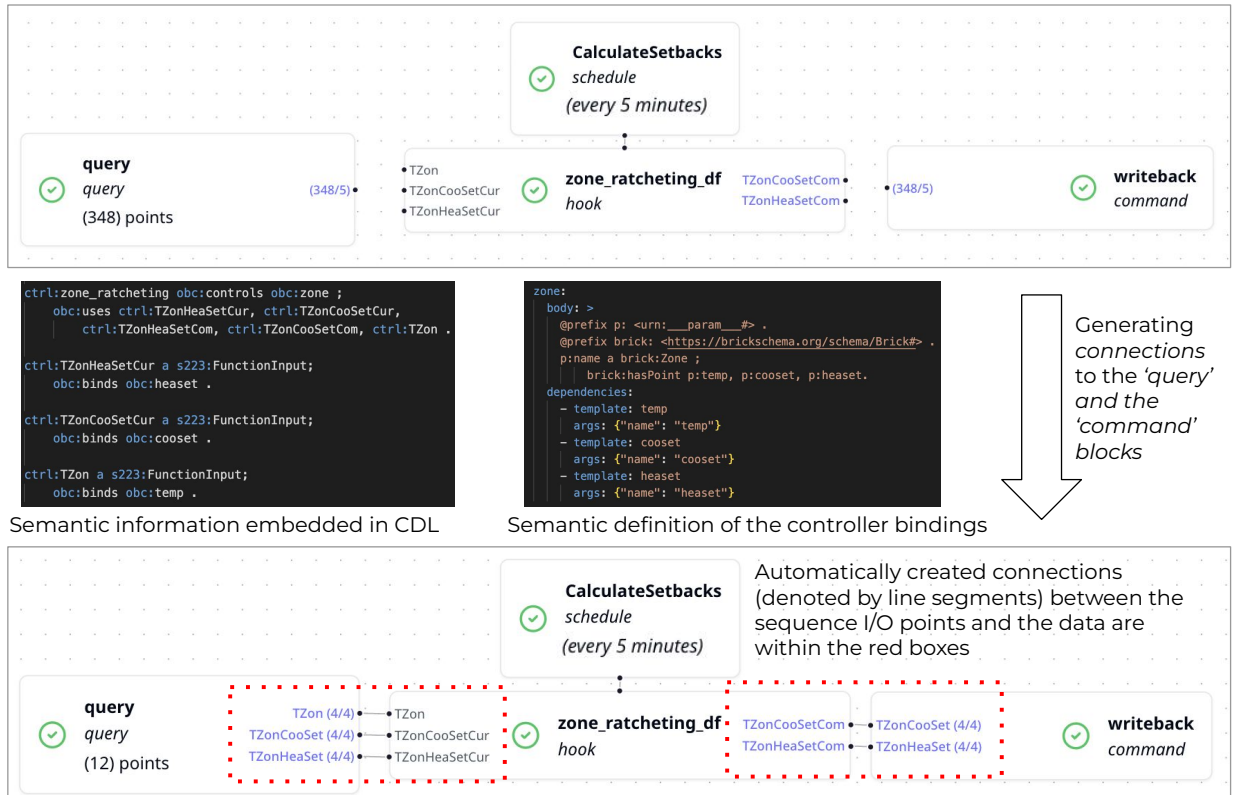 CalculateSetbacks
schedule
(every 5 minutes)
query
query
(348) points
(348/5)
TZon
TZonCooSetCur
TZonHeaSetCur
zone_ratcheting_df
hook
TZonCooSetCom
TZonHeaSetCom
(348/5)
writeback
command
ctrl:zone_ratcheting obc:controls obc:zone ;
obc:uses ctrl:TZonHeaSetCur, ctrl:TZonCooSetCur,
ctrl:TZonHeaSetCom, ctrl:TZonCooSetCom, ctrl:TZon .
ctrl:TZonHeaSetCur a s223:FunctionInput;
obc:binds obc:heaset .
ctrl:TZonCooSetCur a s223:FunctionInput;
obc:binds obc:cooset .
ctrl:TZon a s223:FunctionInput;
obc:binds obc:temp .
Semantic information embedded in CDL
zone:
body: >
@prefix p: <urn:___param___#> .
@prefix brick: <https://brickschema.org/schema/Brick#> .
p:name a brick:Zone ;
brick:hasPoint p:temp, p:cooset, p:heaset.
dependencies:
- template: temp
args: {"name": "temp"}
- template: cooset
args: {"name": "cooset"}
- template: heaset
args: {"name": "heaset"}
Semantic definition of the controller bindings
Generating
connections
to the ‘query’
and the
‘command’
blocks
CalculateSetbacks
schedule
(every 5 minutes)
Automatically created connections
(denoted by line segments) between the
sequence I/O points and the data are
within the red boxes
query
query
(12) points
TZon (4/4)
TZonCooSet (4/4)
TZonHeaSet (4/4)
TZon
TZonCooSetCur
TZonHeaSetCur
zone_ratcheting_df
hook
TZonCooSetCom
TZonHeaSetCom
TZonCooSet (4/4)
TZonHeaSet (4/4)
writeback
command